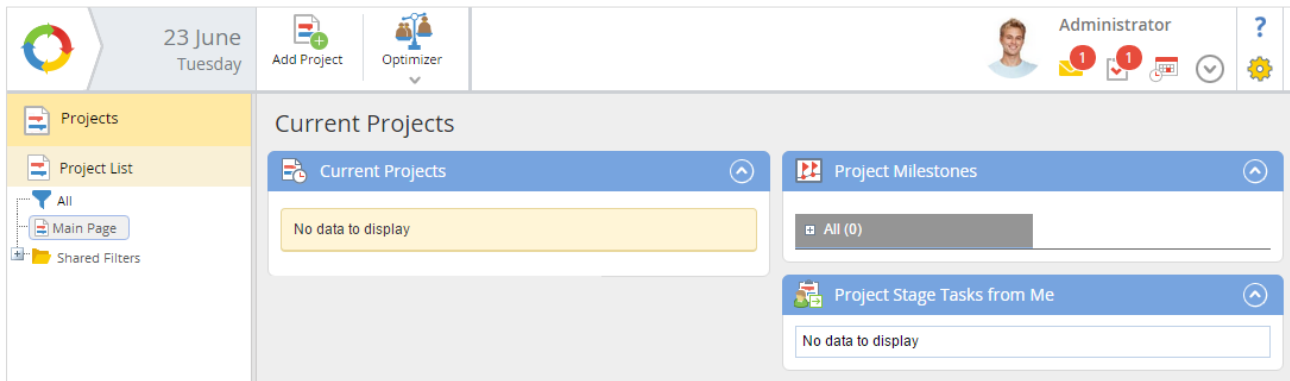 23 June
Tuesday
Add Project
Optimizer
Administrator
1
1
?
Projects
Project List
All
Main Page
Shared Filters
Current Projects
Current Projects
No data to display
Project Milestones
All (0)
Project Stage Tasks from Me
No data to display